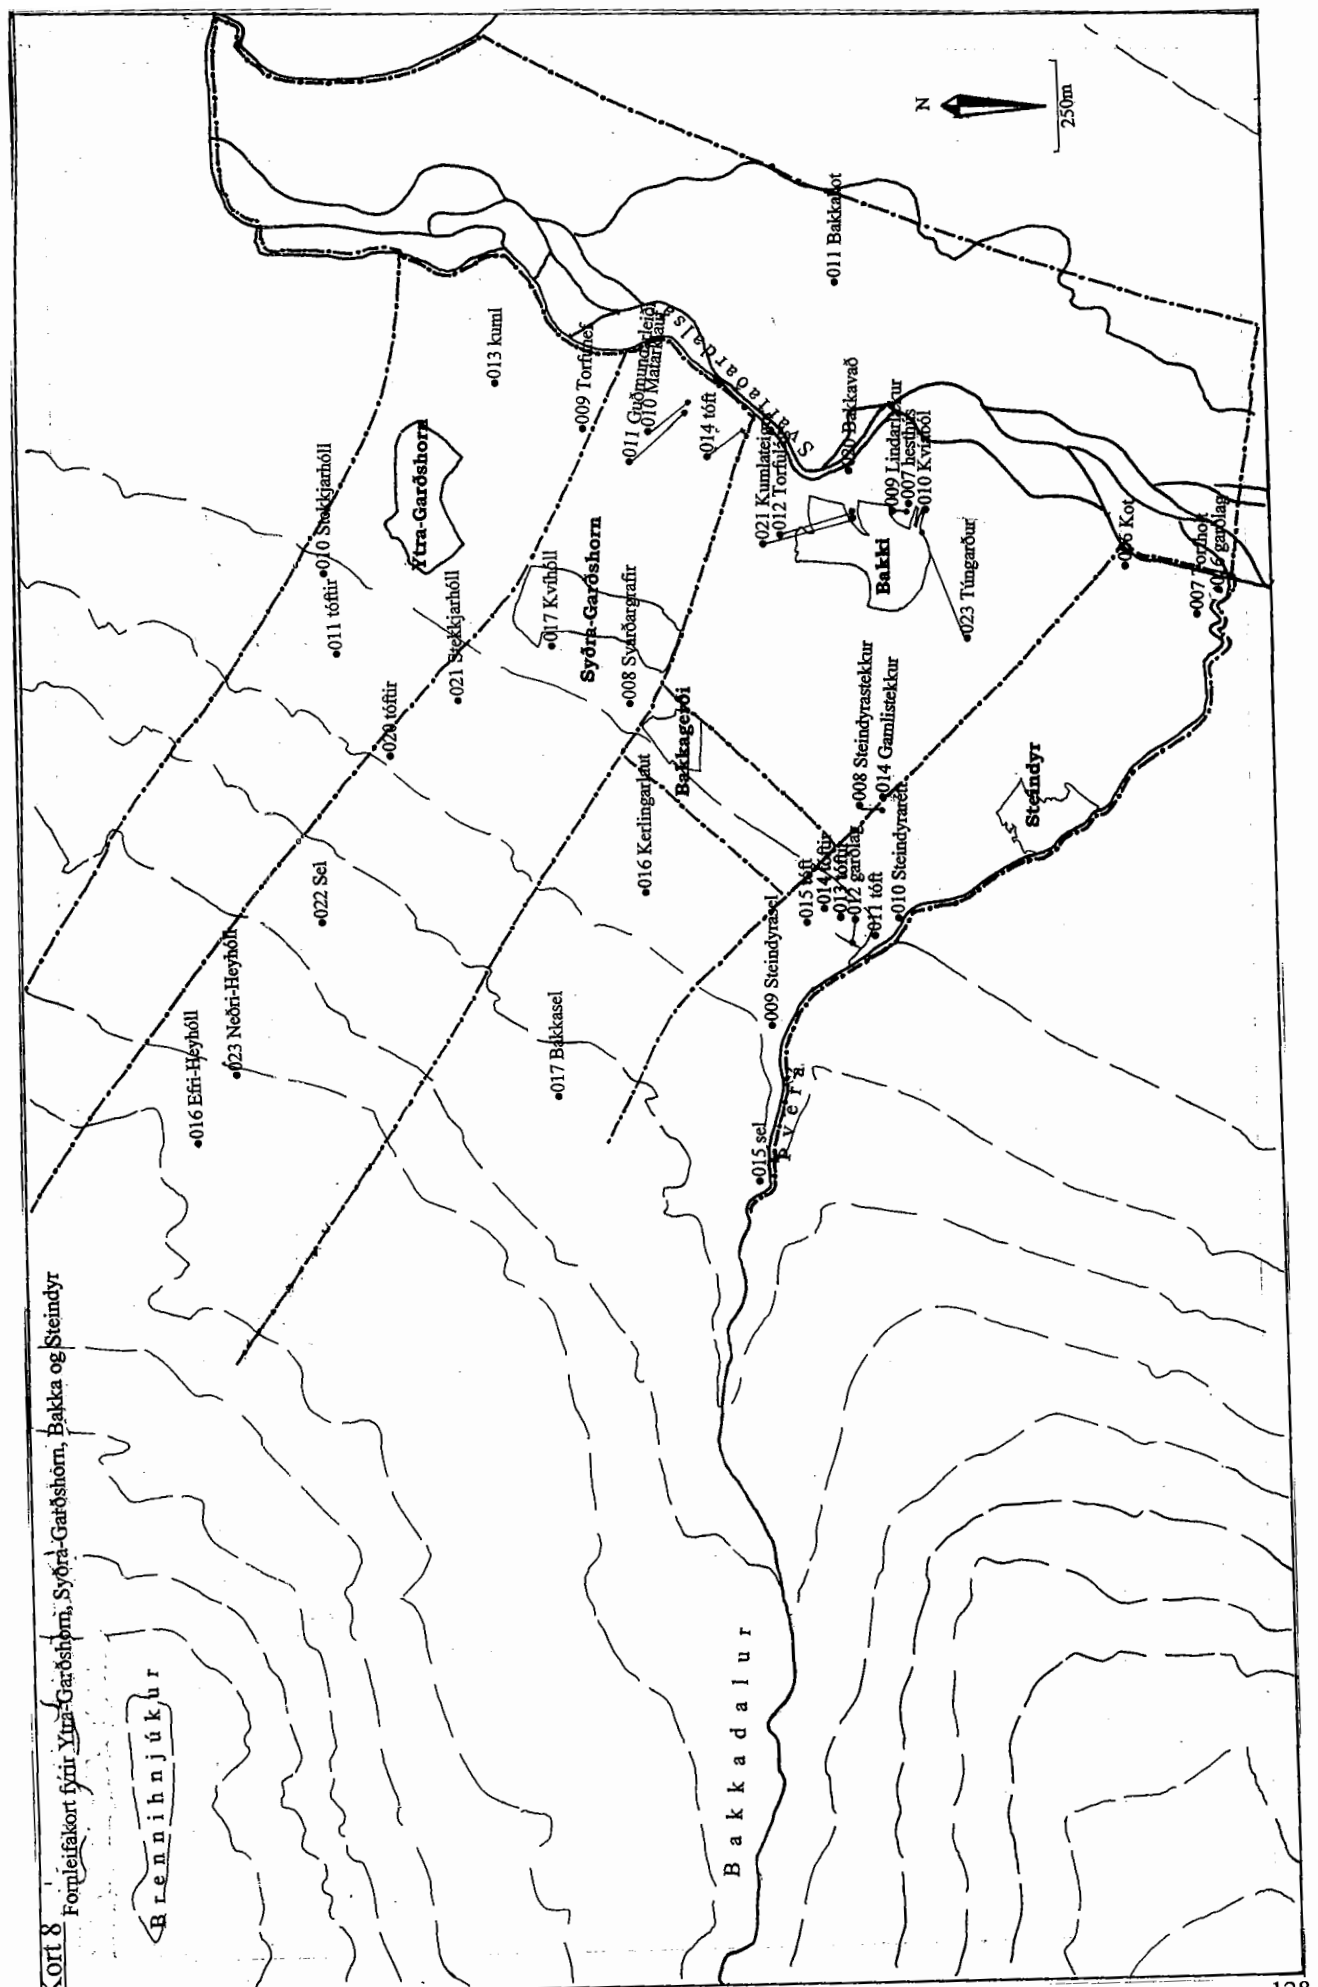 Kort 8
Fornleifakort fyrir Ytra-Garðshorn, Syðra-Garðshorn, Bakka og Steindyr
Brennihnjúkur
016 Efri-Heyhóll
023 Neðri-Heyhóll
022 Sel
011 tóftir
010 Stekkjarhóll
020 tóftir
Ytra-Garðshorn
021 Stekkjarhóll
013 kuml
017 Kvíhóll
017 Bakkasel
009 Torfunef
Syðra-Garðshorn
008 Svarðargrafir
016 Kerlingarlaut
011 Guðmundarleiði
Bakkagerði
014 tóft
Svarfaðardalsá
Bakkadalur
015 sel
Þverá
009 Steindyrasel
021 Kumlateigur
012 Torfulág
015 tóft
014 tóftir
013 tóftir
012 garðlag
011 tóft
010 Steindyrarétt
011 Bakkakot
020 Bakkavað
008 Steindyrastekkur
014 Gamlistekkur
Bakki
009 Lindarlækur
007 hesthús
010 Kvíaból
023 Túngarður
Steindyr
006 Kot
007 Torfholt
016 garðlag
N
250m
128